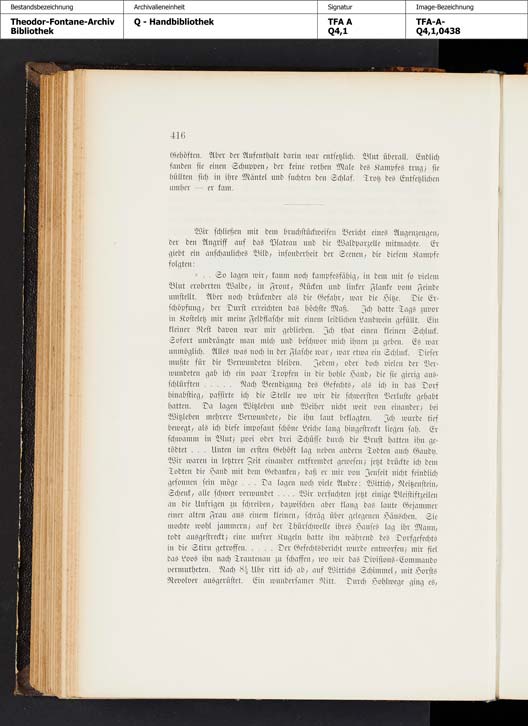 Bestandsbezeichnung
Theodor-Fontane-Archiv
Bibliothek
Archivalieneinheit
Q - Handbibliothek
Signatur
TFA A
Q4,1
Image-Bezeichnung
TFA-A-
Q4,1,0438
416
Gehöften. Aber der Aufenthalt darin war entsetzlich. Blut überall. Endlich
fanden sie einen Schuppen, der keine rothen Male des Kampfes trug; sie
hüllten sich in ihre Mäntel und suchten den Schlaf. Trotz des Entsetzlichen
umher — er kam.
Wir schließen mit dem bruchstückweisen Bericht eines Augenzeugen,
der den Angriff auf das Plateau und die Waldparzelle mitmachte. Er
giebt ein anschauliches Bild, insonderheit der Scenen, die diesem Kampfe
folgten:
» . . So lagen wir, kaum noch kampfesfähig, in dem mit so vielem
Blut eroberten Walde, in Front, Rücken und linker Flanke vom Feinde
umstellt. Aber noch drückender als die Gefahr, war die Hitze. Die Er-
schöpfung, der Durst erreichten das höchste Maß. Ich hatte Tags zuvor
in Kosteletz mir meine Feldflasche mit einem leidlichen Landwein gefüllt. Ein
kleiner Rest davon war mir geblieben. Ich that einen kleinen Schluck.
Sofort umdrängte man mich und beschwor mich ihnen zu geben. Es war
unmöglich. Alles was noch in der Flasche war, war etwa ein Schluck. Dieser
mußte für die Verwundeten bleiben. Jedem, oder doch vielen der Ver-
wundeten gab ich ein paar Tropfen in die hohle Hand, die sie gierig aus-
schlürften . . . . . Nach Beendigung des Gefechts, als ich in das Dorf
hinabstieg, passirte ich die Stelle wo wir die schwersten Verluste gehabt
hatten. Da lagen Witzleben und Weiher nicht weit von einander; bei
Witzleben mehrere Verwundete, die ihn laut beklagten. Ich wurde tief
bewegt, als ich diese imposant schöne Leiche lang hingestreckt liegen sah. Er
schwamm in Blut; zwei oder drei Schüsse durch die Brust hatten ihn ge-
tödtet . . . Unten im ersten Gehöft lag neben andern Todten auch Gaudy.
Wir waren in letztrer Zeit einander entfremdet gewesen; jetzt drückte ich dem
Todten die Hand mit dem Gedanken, daß er mir von Jenseit nicht feindlich
gesonnen sein möge . . . Da lagen noch viele Andre: Wittich, Reitzenstein,
Schenk, alle schwer verwundet . . . . Wir versuchten jetzt einige Bleistiftzeilen
an die Unsrigen zu schreiben, dazwischen aber klang das laute Gejammer
einer alten Frau aus einem kleinen, schräg über gelegenen Häuschen. Sie
mochte wohl jammern; auf der Thürschwelle ihres Hauses lag ihr Mann,
todt ausgestreckt; eine unsrer Kugeln hatte ihn während des Dorfgefechts
in die Stirn getroffen. . . . . Der Gefechtsbericht wurde entworfen; mir fiel
das Loos ihn nach Trautenau zu schaffen, wo wir das Divisions-Commando
vermutheten. Nach 8½ Uhr ritt ich ab, auf Wittichs Schimmel, mit Horsts
Revolver ausgerüstet. Ein wundersamer Ritt. Durch Hohlwege ging es,